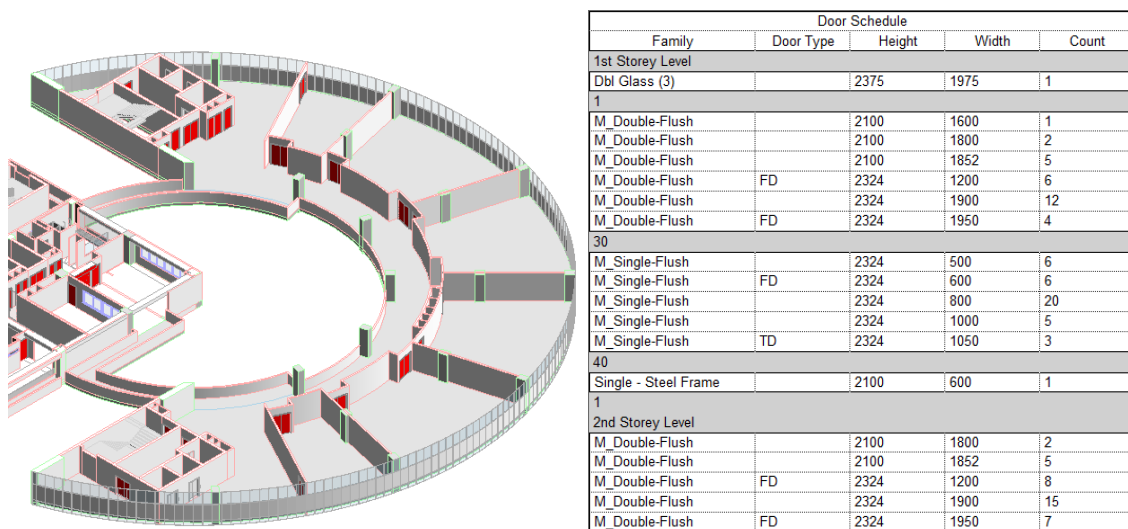 Door Schedule
Family Door Type Height Width Count
1st Storey Level
Dbl Glass (3) 2375 1975 1
1
M_Double-Flush 2100 1600 1
M_Double-Flush 2100 1800 2
M_Double-Flush 2100 1852 5
M_Double-Flush FD 2324 1200 6
M_Double-Flush 2324 1900 12
M_Double-Flush FD 2324 1950 4
30
M_Single-Flush 2324 500 6
M_Single-Flush FD 2324 600 6
M_Single-Flush 2324 800 20
M_Single-Flush 2324 1000 5
M_Single-Flush TD 2324 1050 3
40
Single - Steel Frame 2100 600 1
1
2nd Storey Level
M_Double-Flush 2100 1800 2
M_Double-Flush 2100 1852 5
M_Double-Flush FD 2324 1200 8
M_Double-Flush 2324 1900 15
M_Double-Flush FD 2324 1950 7